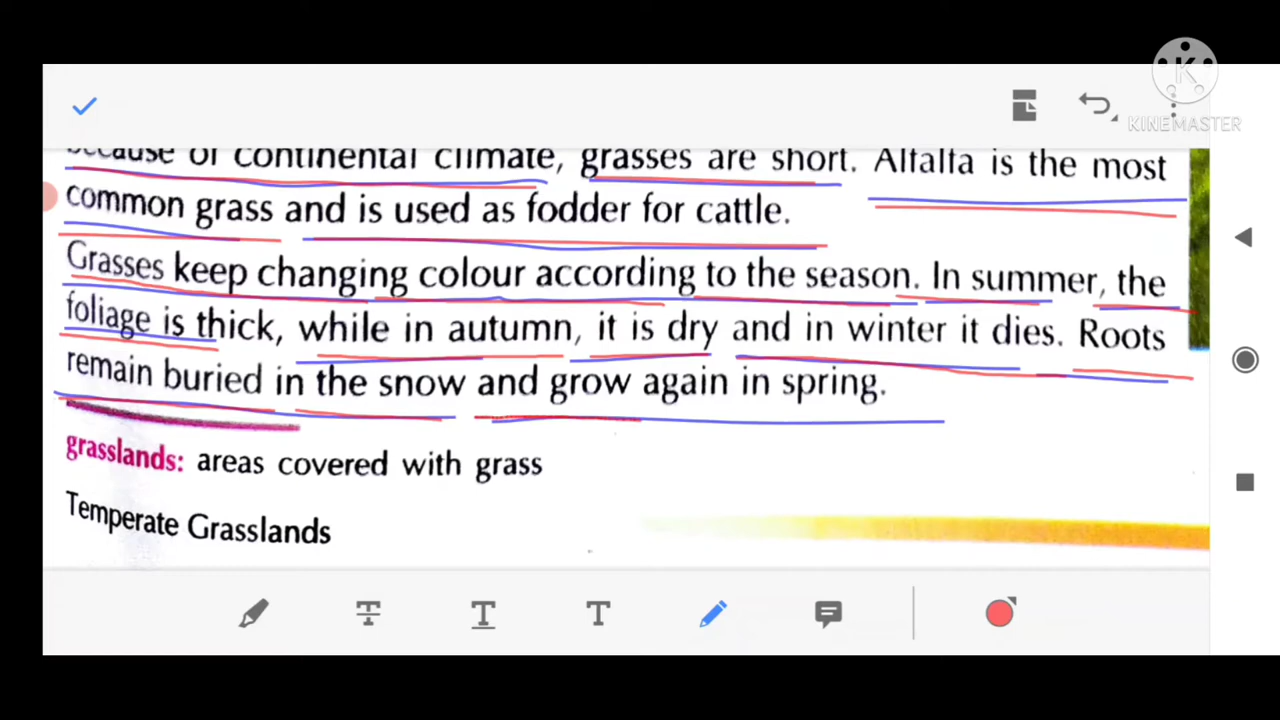 because of continental climate, grasses are short. Alfalfa is the most
common grass and is used as fodder for cattle.
Grasses keep changing colour according to the season. In summer, the
foliage is thick, while in autumn, it is dry and in winter it dies. Roots
remain buried in the snow and grow again in spring.
grasslands: areas covered with grass
Temperate Grasslands
KINEMASTER